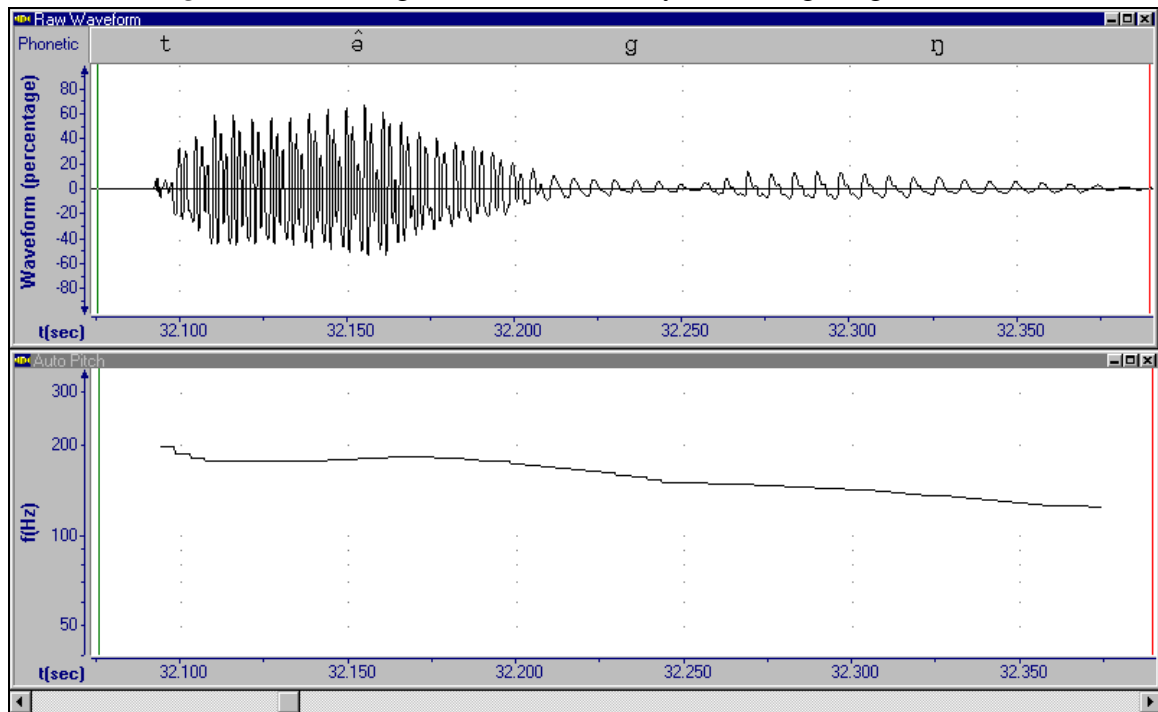 Raw Waveform
Phonetic t ə̂ g ŋ
Waveform (percentage)
80
60
40
20
0
-20
-40
-60
-80
t(sec) 32.100 32.150 32.200 32.250 32.300 32.350
Auto Pitch
f(Hz)
300
200
100
50
t(sec) 32.100 32.150 32.200 32.250 32.300 32.350